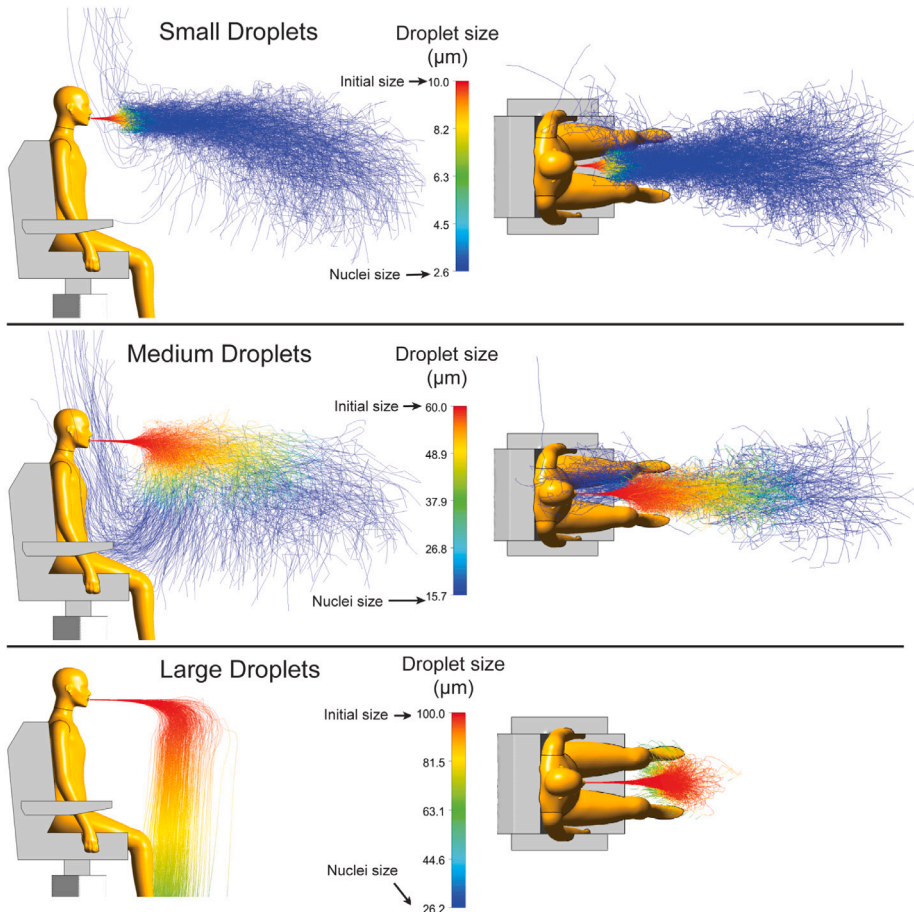 Small Droplets
Droplet size
(µm)
Initial size
10.0
8.2
6.3
4.5
Nuclei size
2.6
Medium Droplets
Droplet size
(µm)
Initial size
60.0
48.9
37.9
26.8
Nuclei size
15.7
Large Droplets
Droplet size
(µm)
Initial size
100.0
81.5
63.1
44.6
Nuclei size
26.2